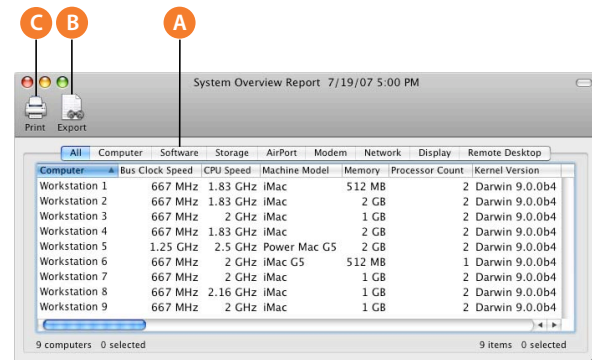 C B A
System Overview Report 7/19/07 5:00 PM
Print Export
All Computer Software Storage AirPort Modem Network Display Remote Desktop
Computer Bus Clock Speed CPU Speed Machine Model Memory Processor Count Kernel Version
Workstation 1 667 MHz 1.83 GHz iMac 512 MB 2 Darwin 9.0.0b4
Workstation 2 667 MHz 1.83 GHz iMac 2 GB 2 Darwin 9.0.0b4
Workstation 3 667 MHz 2 GHz iMac 1 GB 2 Darwin 9.0.0b4
Workstation 4 667 MHz 1.83 GHz iMac 2 GB 2 Darwin 9.0.0b4
Workstation 5 1.25 GHz 2.5 GHz Power Mac G5 2 GB 2 Darwin 9.0.0b4
Workstation 6 667 MHz 2 GHz iMac G5 512 MB 1 Darwin 9.0.0b4
Workstation 7 667 MHz 2 GHz iMac 1 GB 2 Darwin 9.0.0b4
Workstation 8 667 MHz 2.16 GHz iMac 1 GB 2 Darwin 9.0.0b4
Workstation 9 667 MHz 2 GHz iMac 1 GB 2 Darwin 9.0.0b4
9 computers 0 selected 9 items 0 selected